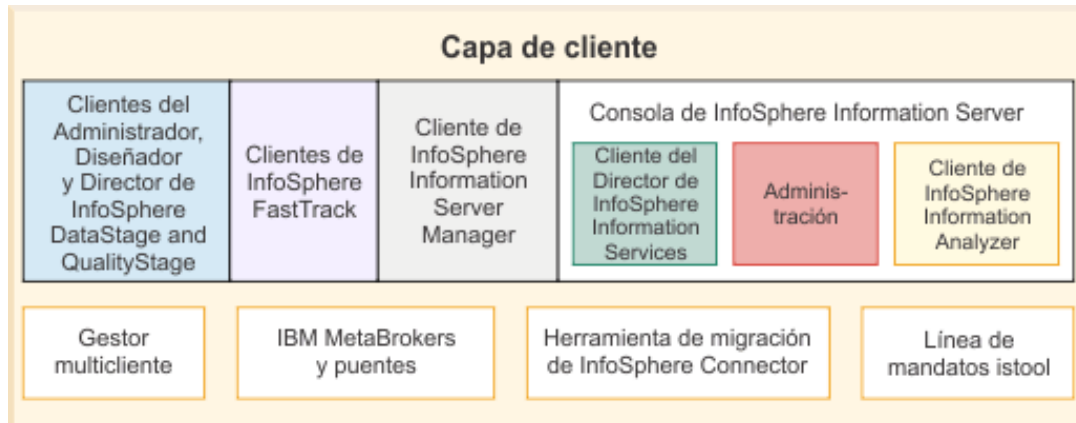 Capa de cliente
Clientes del
Administrador,
Diseñador
y Director de
InfoSphere
DataStage and
QualityStage
Clientes de
InfoSphere
FastTrack
Cliente de
InfoSphere
Information
Server
Manager
Consola de InfoSphere Information Server
Cliente del
Director de
InfoSphere
Information
Services
Adminis-
tración
Cliente de
InfoSphere
Information
Analyzer
Gestor
multicliente
IBM MetaBrokers
y puentes
Herramienta de migración
de InfoSphere Connector
Línea de
mandatos istool